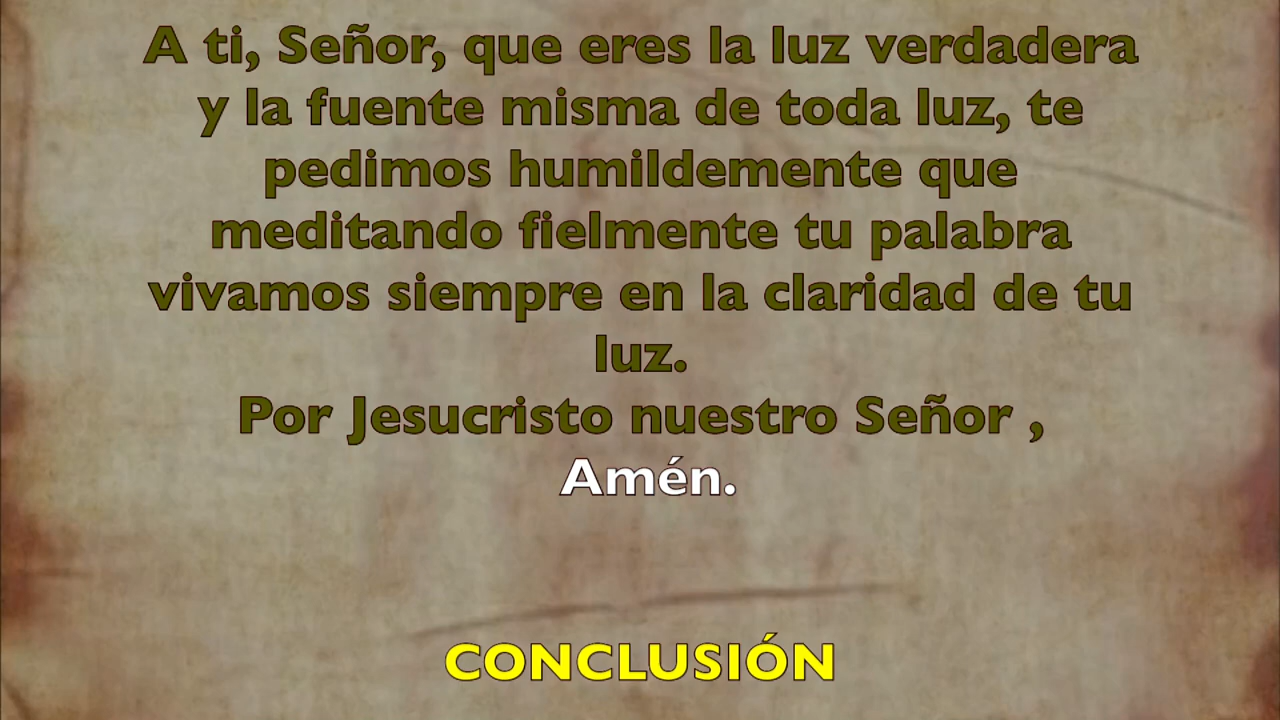 A ti, Señor, que eres la luz verdadera
y la fuente misma de toda luz, te
pedimos humildemente que
meditando fielmente tu palabra
vivamos siempre en la claridad de tu
luz.
Por Jesucristo nuestro Señor ,
Amén.
CONCLUSIÓN